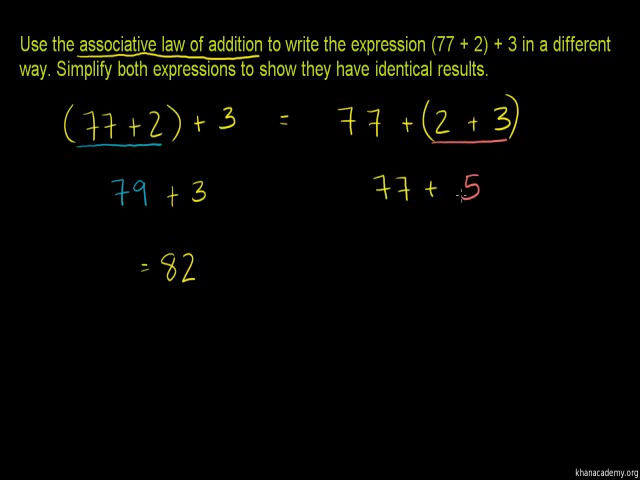 Use the associative law of addition to write the expression (77 + 2) + 3 in a different
way. Simplify both expressions to show they have identical results.
(77 + 2) + 3 = 77 + (2 + 3)
79 + 3 77 + 5
= 82
khanacademy.org